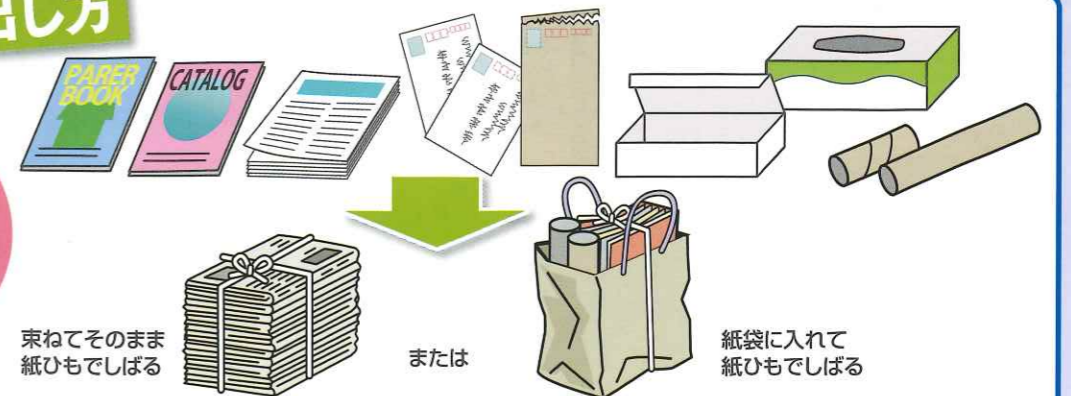 出し方
PARER
BOOK
CATALOG
束ねてそのまま
紙ひもでしばる
または
紙袋に入れて
紙ひもでしばる